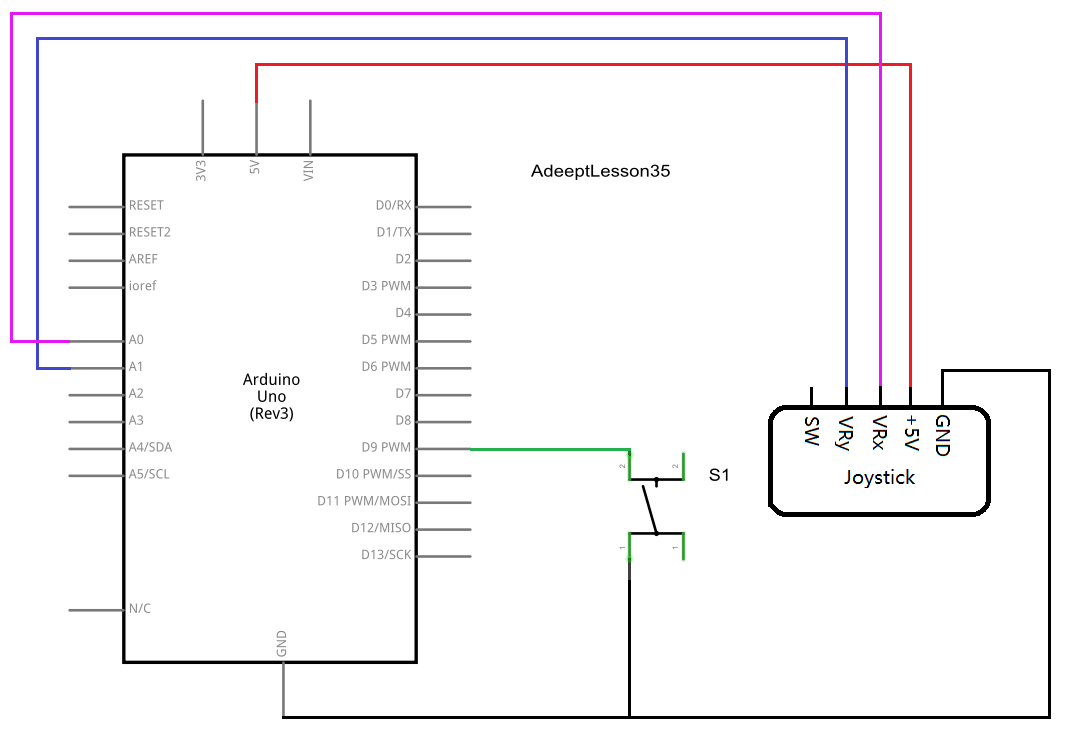 AdeeptLesson35
3V3
5V
VIN
RESET
RESET2
AREF
ioref
A0
A1
A2
A3
A4/SDA
A5/SCL
N/C
D0/RX
D1/TX
D2
D3 PWM
D4
D5 PWM
D6 PWM
D7
D8
D9 PWM
D10 PWM/SS
D11 PWM/MOSI
D12/MISO
D13/SCK
Arduino
Uno
(Rev3)
GND
2
2
S1
1
1
SW
VRy
VRx
+5V
GND
Joystick